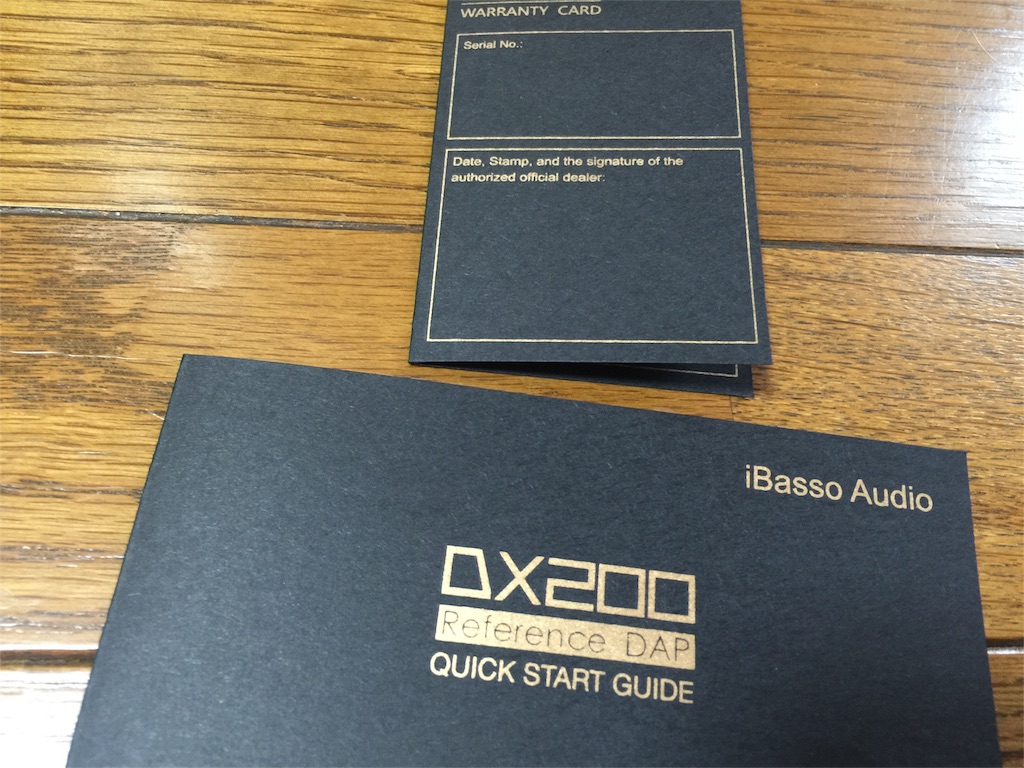 WARRANTY CARD
Serial No.:
Date, Stamp, and the signature of the
authorized official dealer:
iBasso Audio
DX200
Reference DAP
QUICK START GUIDE